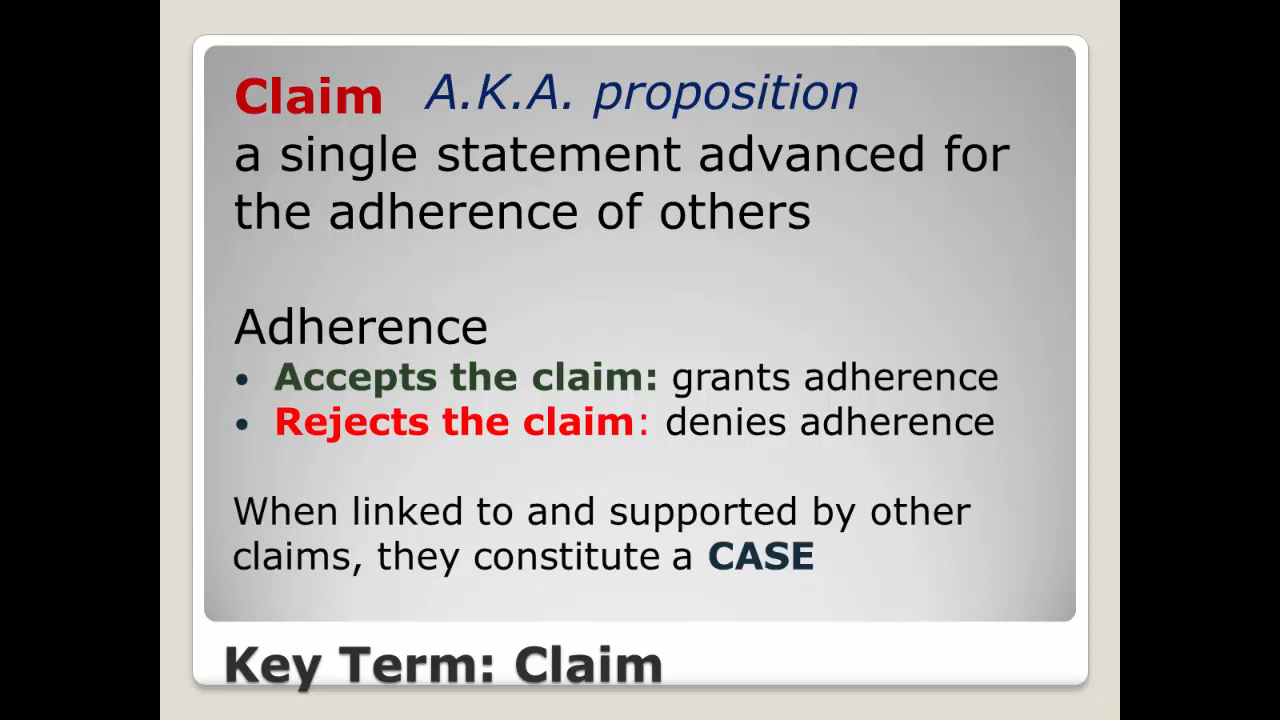 Claim A.K.A. proposition
a single statement advanced for
the adherence of others
Adherence
• Accepts the claim: grants adherence
• Rejects the claim: denies adherence
When linked to and supported by other
claims, they constitute a CASE
Key Term: Claim